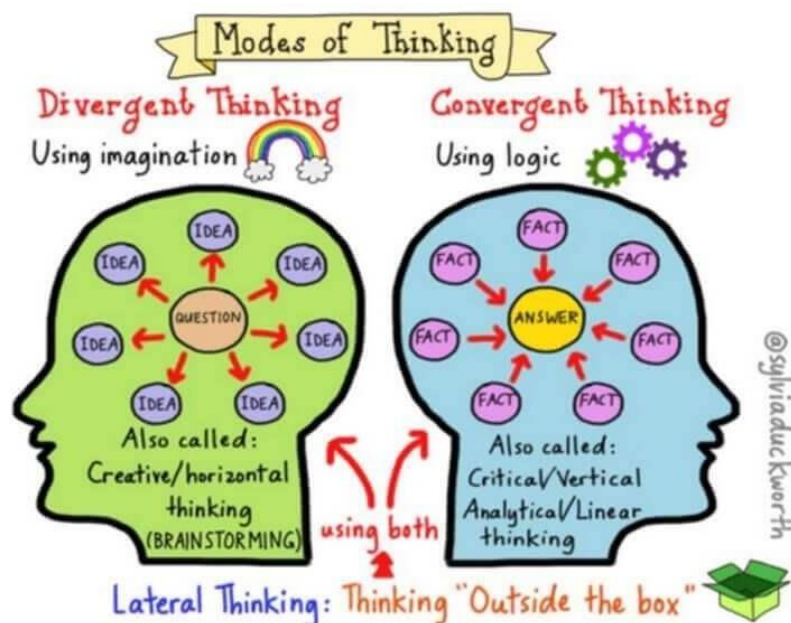 Modes of Thinking
Divergent Thinking
Using imagination
IDEA
IDEA
IDEA
IDEA
IDEA
IDEA
IDEA
QUESTION
Also called:
Creative/horizontal
thinking
(BRAINSTORMING)
Convergent Thinking
Using logic
FACT
FACT
FACT
FACT
FACT
FACT
FACT
ANSWER
Also called:
Critical/Vertical
Analytical/Linear
thinking
using both
Lateral Thinking: Thinking "Outside the box"
@sylviaduckworth